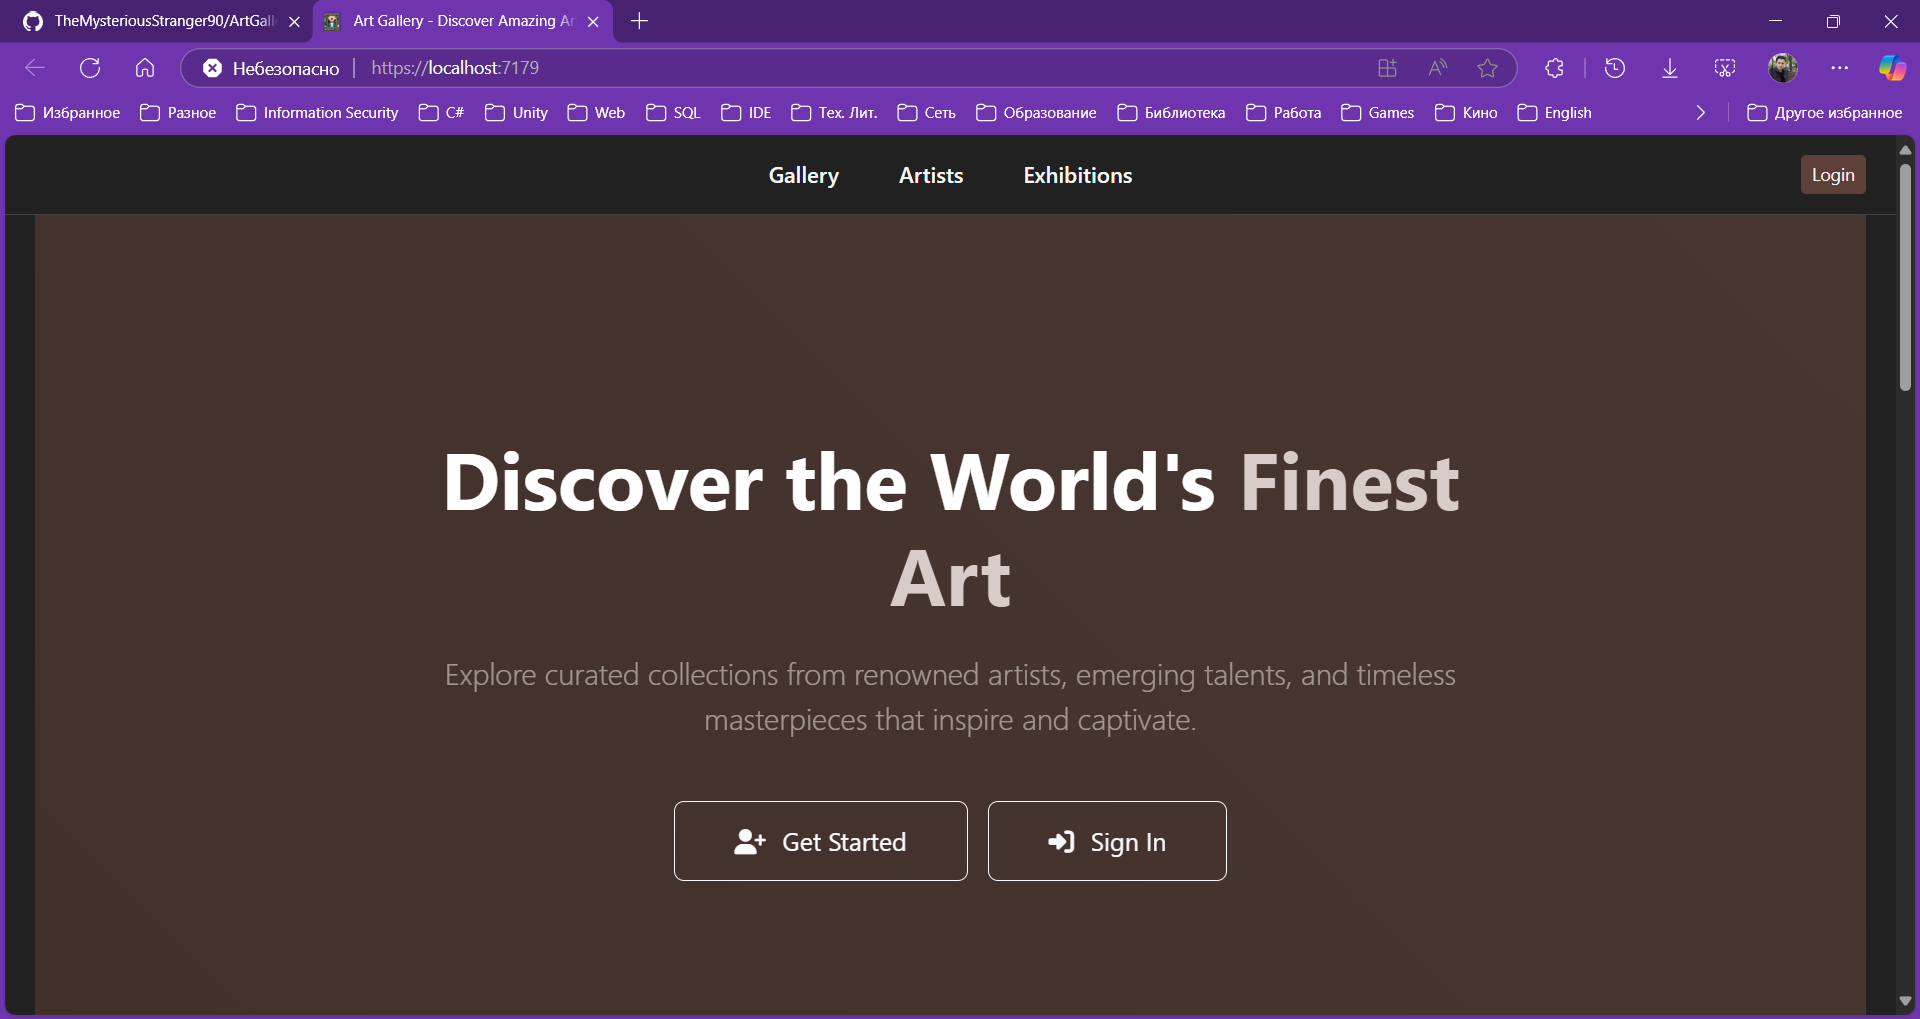 TheMysteriousStranger90/ArtGall
Art Gallery - Discover Amazing Ar
Небезопасно
https://localhost:7179
Избранное
Разное
Information Security
C#
Unity
Web
SQL
IDE
Тех. Лит.
Сеть
Образование
Библиотека
Работа
Games
Кино
English
Другое избранное
Gallery
Artists
Exhibitions
Login
Discover the World's Finest
Art
Explore curated collections from renowned artists, emerging talents, and timeless
masterpieces that inspire and captivate.
Get Started
Sign In